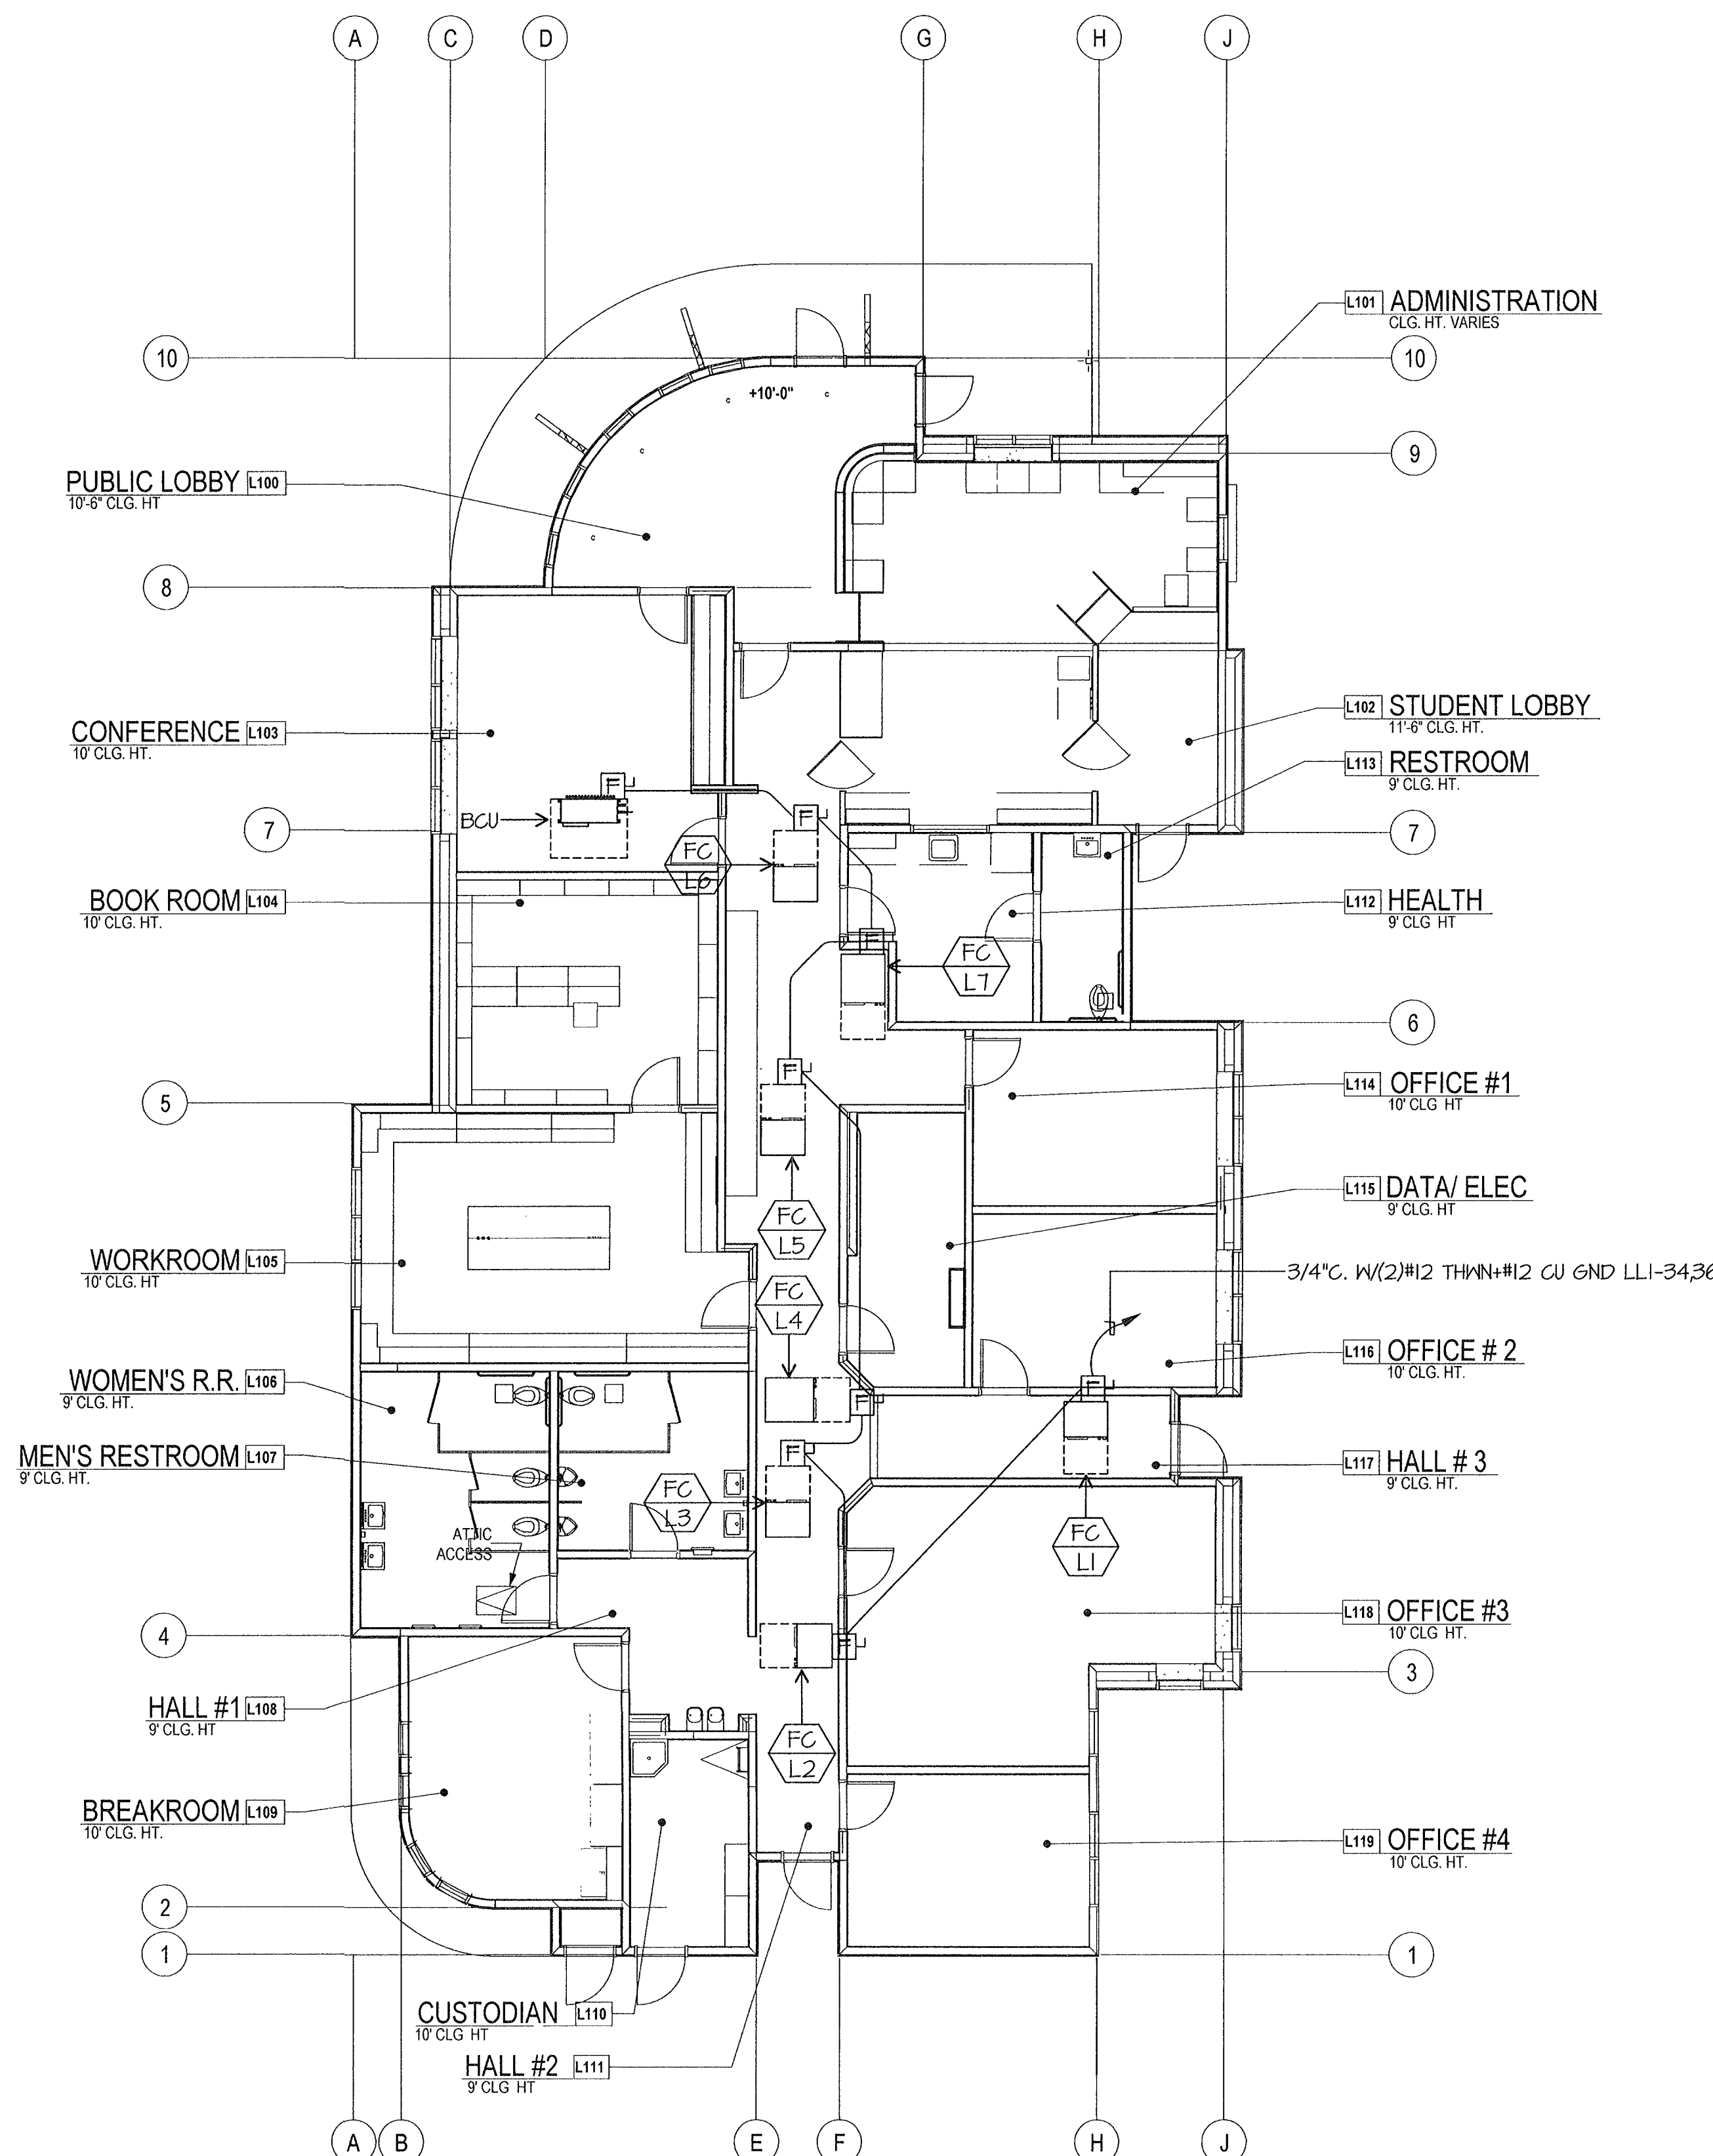 A C D G H J
L101 ADMINISTRATION
CLG. HT. VARIES
10 10
+10'-0"
9
PUBLIC LOBBY L100
10'-6" CLG. HT
8
L102 STUDENT LOBBY
11'-6" CLG. HT.
CONFERENCE L103
10' CLG. HT.
L113 RESTROOM
9' CLG. HT.
F
BCU
F
7 7
FC
L6
BOOK ROOM L104
10' CLG. HT.
L112 HEALTH
9' CLG HT
F
FC
L7
6
F
L114 OFFICE #1
10' CLG HT
5
L115 DATA/ ELEC
9' CLG. HT
FC
L5
WORKROOM L105
10' CLG. HT
3/4"C. W/(2)#12 THWN+#12 CU GND LL1-34,36
FC
L4
L116 OFFICE # 2
10' CLG. HT.
WOMEN'S R.R. L106
9' CLG. HT.
F
F
MEN'S RESTROOM L107
9' CLG. HT.
F
L117 HALL # 3
9' CLG. HT.
FC
L3
ATTIC
ACCESS
FC
L1
L118 OFFICE #3
10' CLG HT.
4
F
3
HALL #1 L108
9' CLG. HT
FC
L2
BREAKROOM L109
10' CLG. HT.
L119 OFFICE #4
10' CLG. HT.
2
1 1
CUSTODIAN L110
10' CLG HT
HALL #2 L111
9' CLG HT
A B E F H J